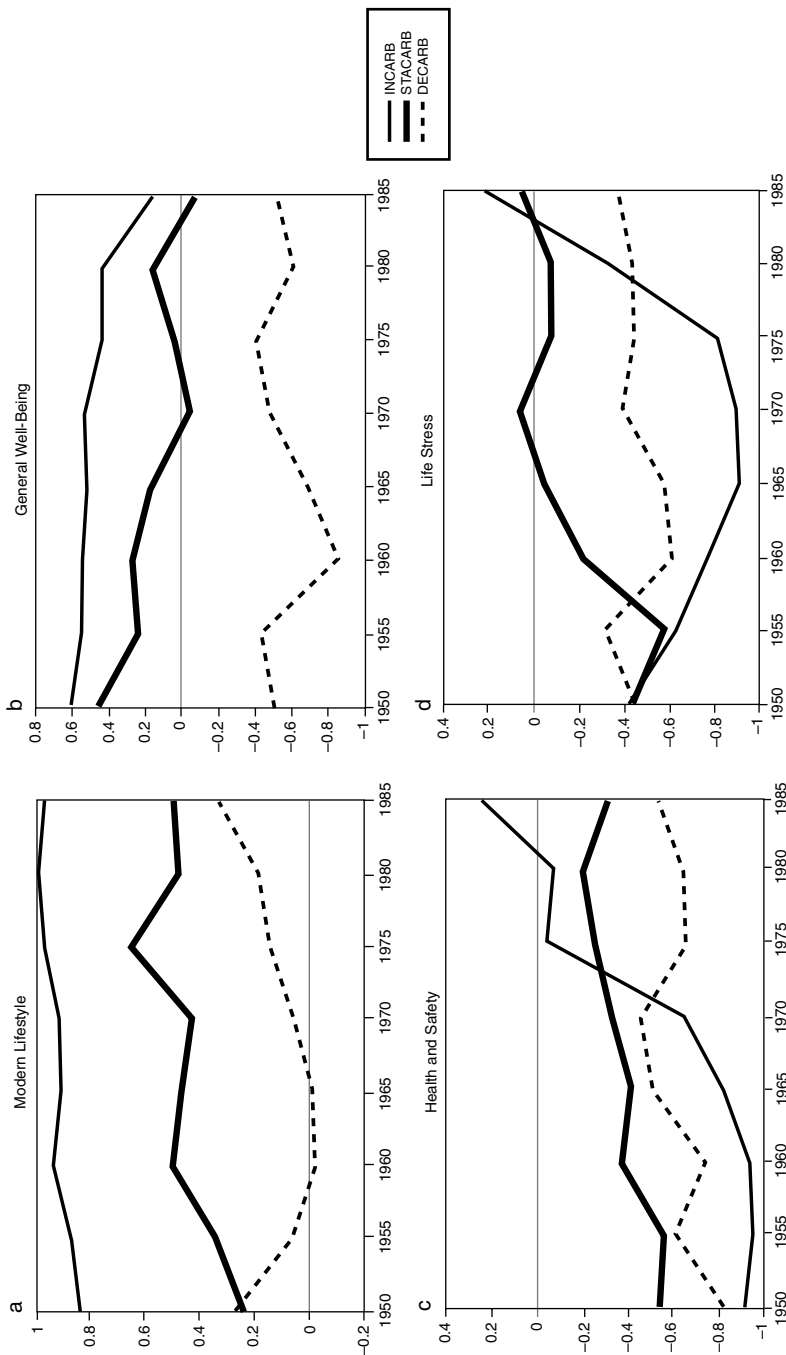 a
Modern Lifestyle
1
0.8
0.6
0.4
0.2
0
−0.2
1950 1955 1960 1965 1970 1975 1980 1985
b
General Well-Being
0.8
0.6
0.4
0.2
0
−0.2
−0.4
−0.6
−0.8
−1
1950 1955 1960 1965 1970 1975 1980 1985
c
Health and Safety
0.4
0.2
0
−0.2
−0.4
−0.6
−0.8
−1
1950 1955 1960 1965 1970 1975 1980 1985
d
Life Stress
0.4
0.2
0
−0.2
−0.4
−0.6
−0.8
−1
1950 1955 1960 1965 1970 1975 1980 1985
INCARB
STACARB
DECARB